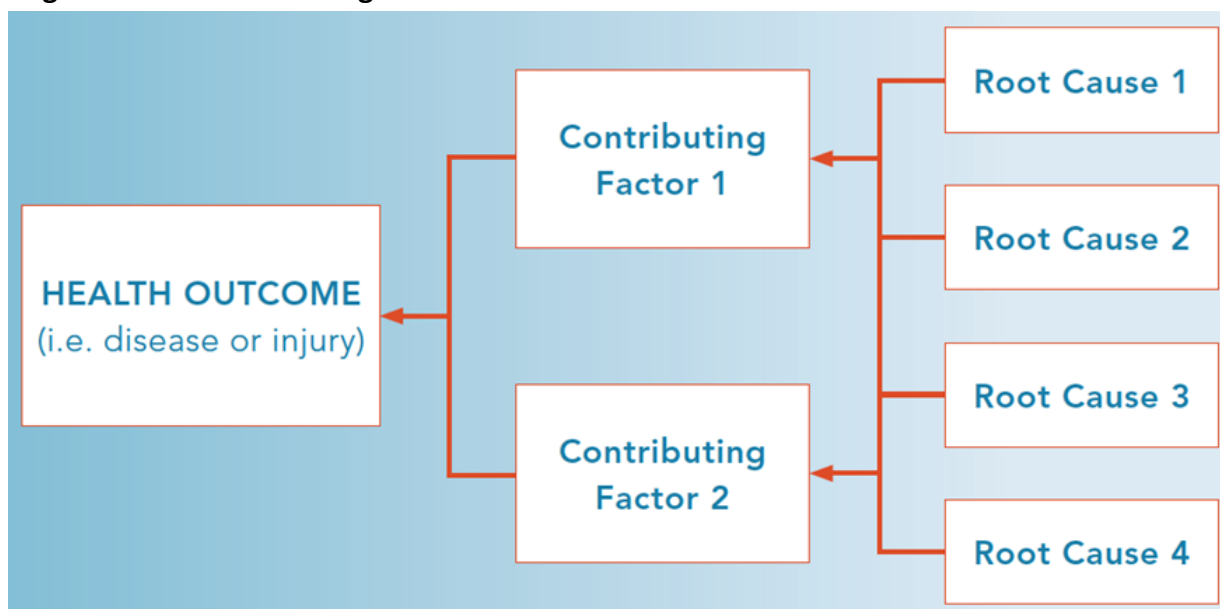 HEALTH OUTCOME
(i.e. disease or injury)
Contributing
Factor 1
Contributing
Factor 2
Root Cause 1
Root Cause 2
Root Cause 3
Root Cause 4